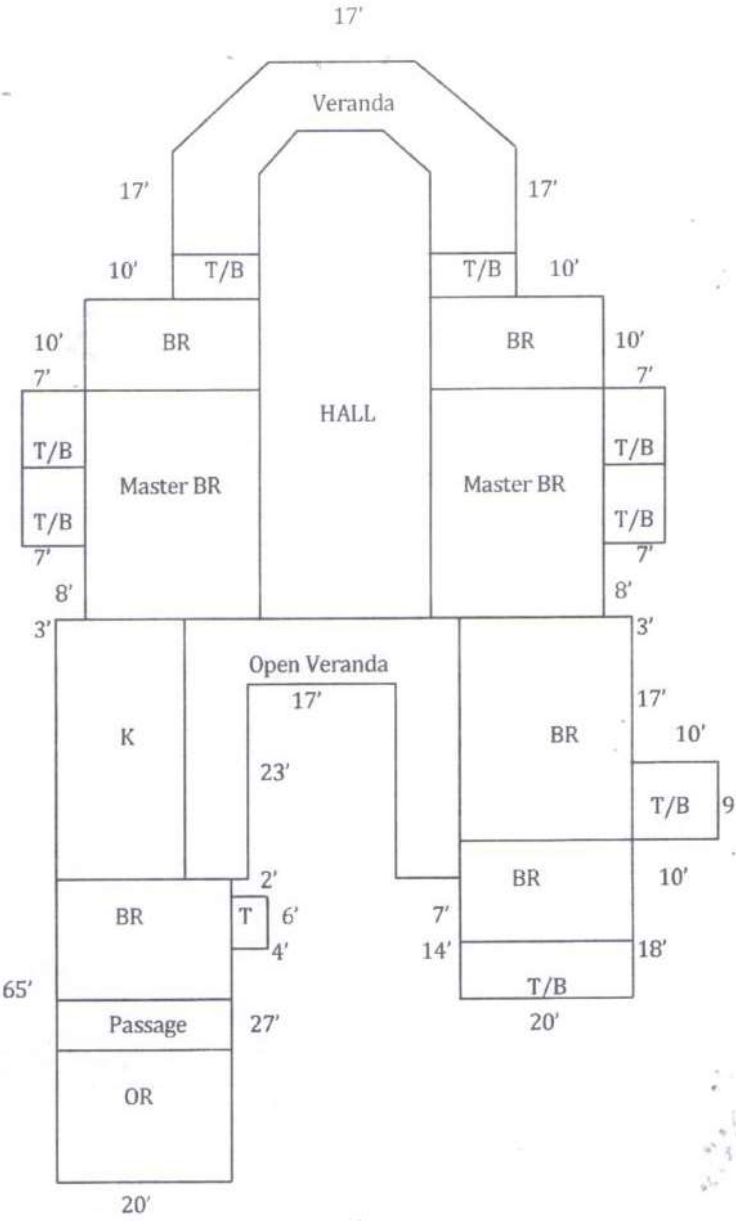 17'
Veranda
17' 17'
10' T/B T/B 10'
10' BR BR 10'
7' 7'
HALL
T/B T/B
Master BR Master BR
T/B T/B
7' 7'
8' 8'
3' 3'
Open Veranda
17' 17'
K BR 10'
23'
T/B 9
2' BR 10'
BR T 6' 7'
4' 14' 18'
65' T/B
Passage 27' 20'
OR
20'